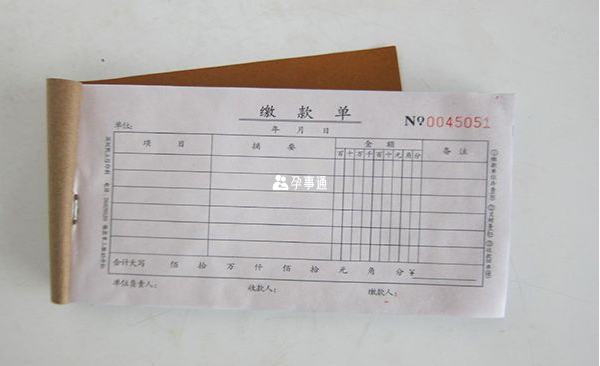 缴款单
№0045051
单位:
年 月 日
项 目 摘 要 金 额 备 注
百 十 万 千 百 十 元 角 分
孕事通
合计大写 佰 拾 万 仟 佰 拾 元 角 分 ¥
单位负责人: 收款人: 缴款人: